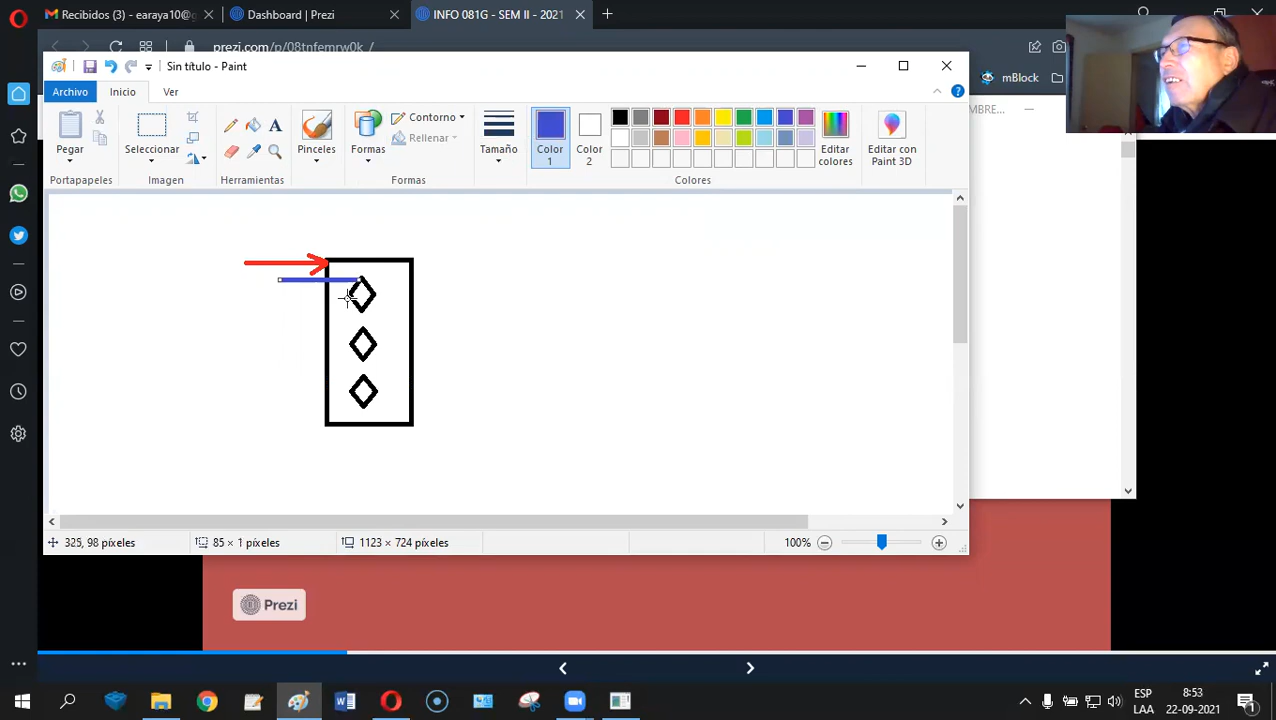 Recibidos (3) - earaya10@g
Dashboard | Prezi
INFO 081G - SEM II - 2021
prezi.com/p/08tnfemrw0k_/
Sin título - Paint
mBlock
Archivo
Inicio
Ver
Pegar
Seleccionar
Pinceles
Formas
Contorno
Rellenar
Tamaño
Color
1
Color
2
Editar
colores
Editar con
Paint 3D
Portapapeles
Imagen
Herramientas
Formas
Colores
MBRE...
325, 98 píxeles
85 × 1 píxeles
1123 × 724 píxeles
100%
Prezi
ESP
LAA
8:53
22-09-2021
1